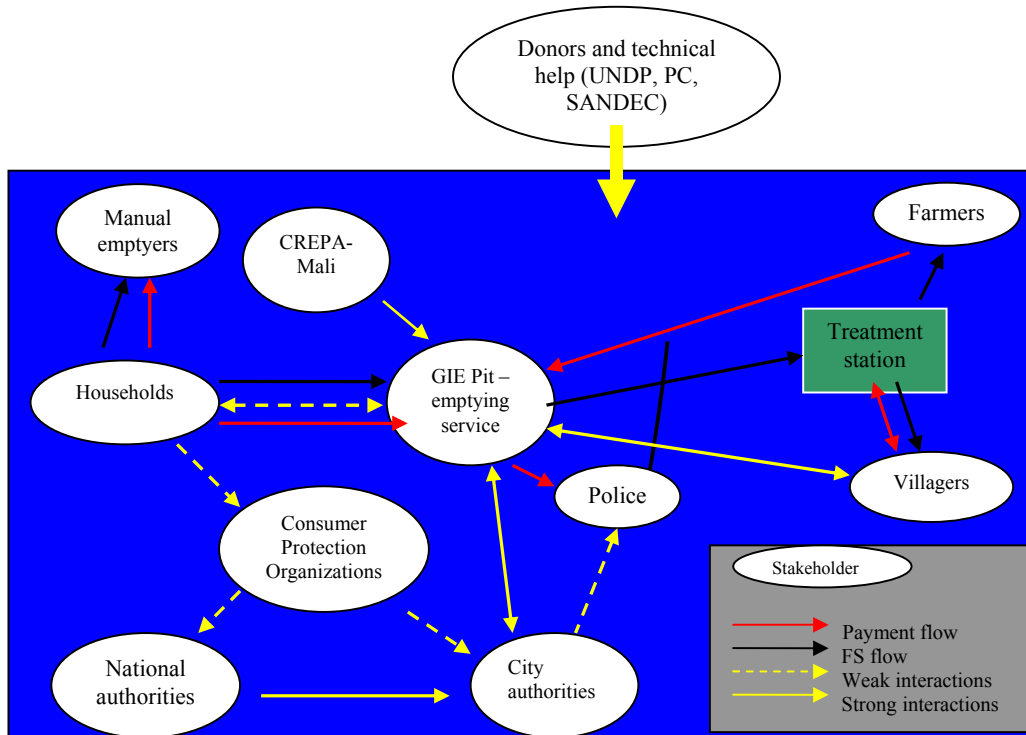 Donors and technical
help (UNDP, PC,
SANDEC)
Manual
emptyers
CREPA-
Mali
Farmers
Treatment
station
Households
GIE Pit –
emptying
service
Police
Villagers
Consumer
Protection
Organizations
National
authorities
City
authorities
Stakeholder
Payment flow
FS flow
Weak interactions
Strong interactions